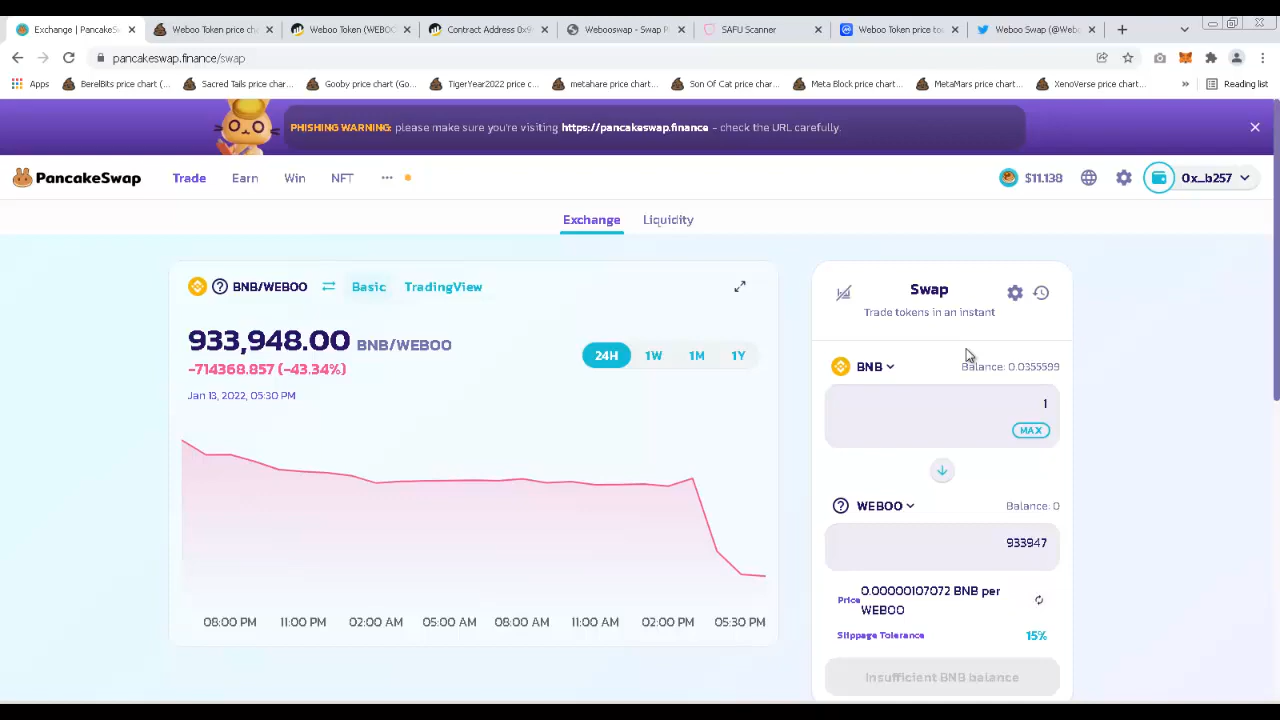 Exchange | PancakeSw
Weboo Token price ch
Weboo Token (WEBOO
Contract Address 0x9
Webooswap - Swap R
SAFU Scanner
Weboo Token price to
Weboo Swap (@Webo
pancakeswap.finance/swap
Apps
BerelBits price chart (...
Sacred Tails price char...
Gooby price chart (Go...
TigerYear2022 price c...
metahare price chart...
Son Of Cat price char...
Meta Block price chart...
MetaMars price chart...
XenoVerse price chart...
»
Reading list
PHISHING WARNING: please make sure you're visiting https://pancakeswap.finance - check the URL carefully.
PancakeSwap
Trade
Earn
Win
NFT
...
$11.138
0x_b257
Exchange
Liquidity
BNB/WEBOO
Basic
TradingView
933,948.00 BNB/WEBOO
-714368.857 (-43.34%)
Jan 13, 2022, 05:30 PM
24H
1W
1M
1Y
08:00 PM
11:00 PM
02:00 AM
05:00 AM
08:00 AM
11:00 AM
02:00 PM
05:30 PM
Swap
Trade tokens in an instant
BNB
Balance: 0.0355599
1
MAX
WEBOO
Balance: 0
933947
Price
0.00000107072 BNB per
WEBOO
Slippage Tolerance
15%
Insufficient BNB balance